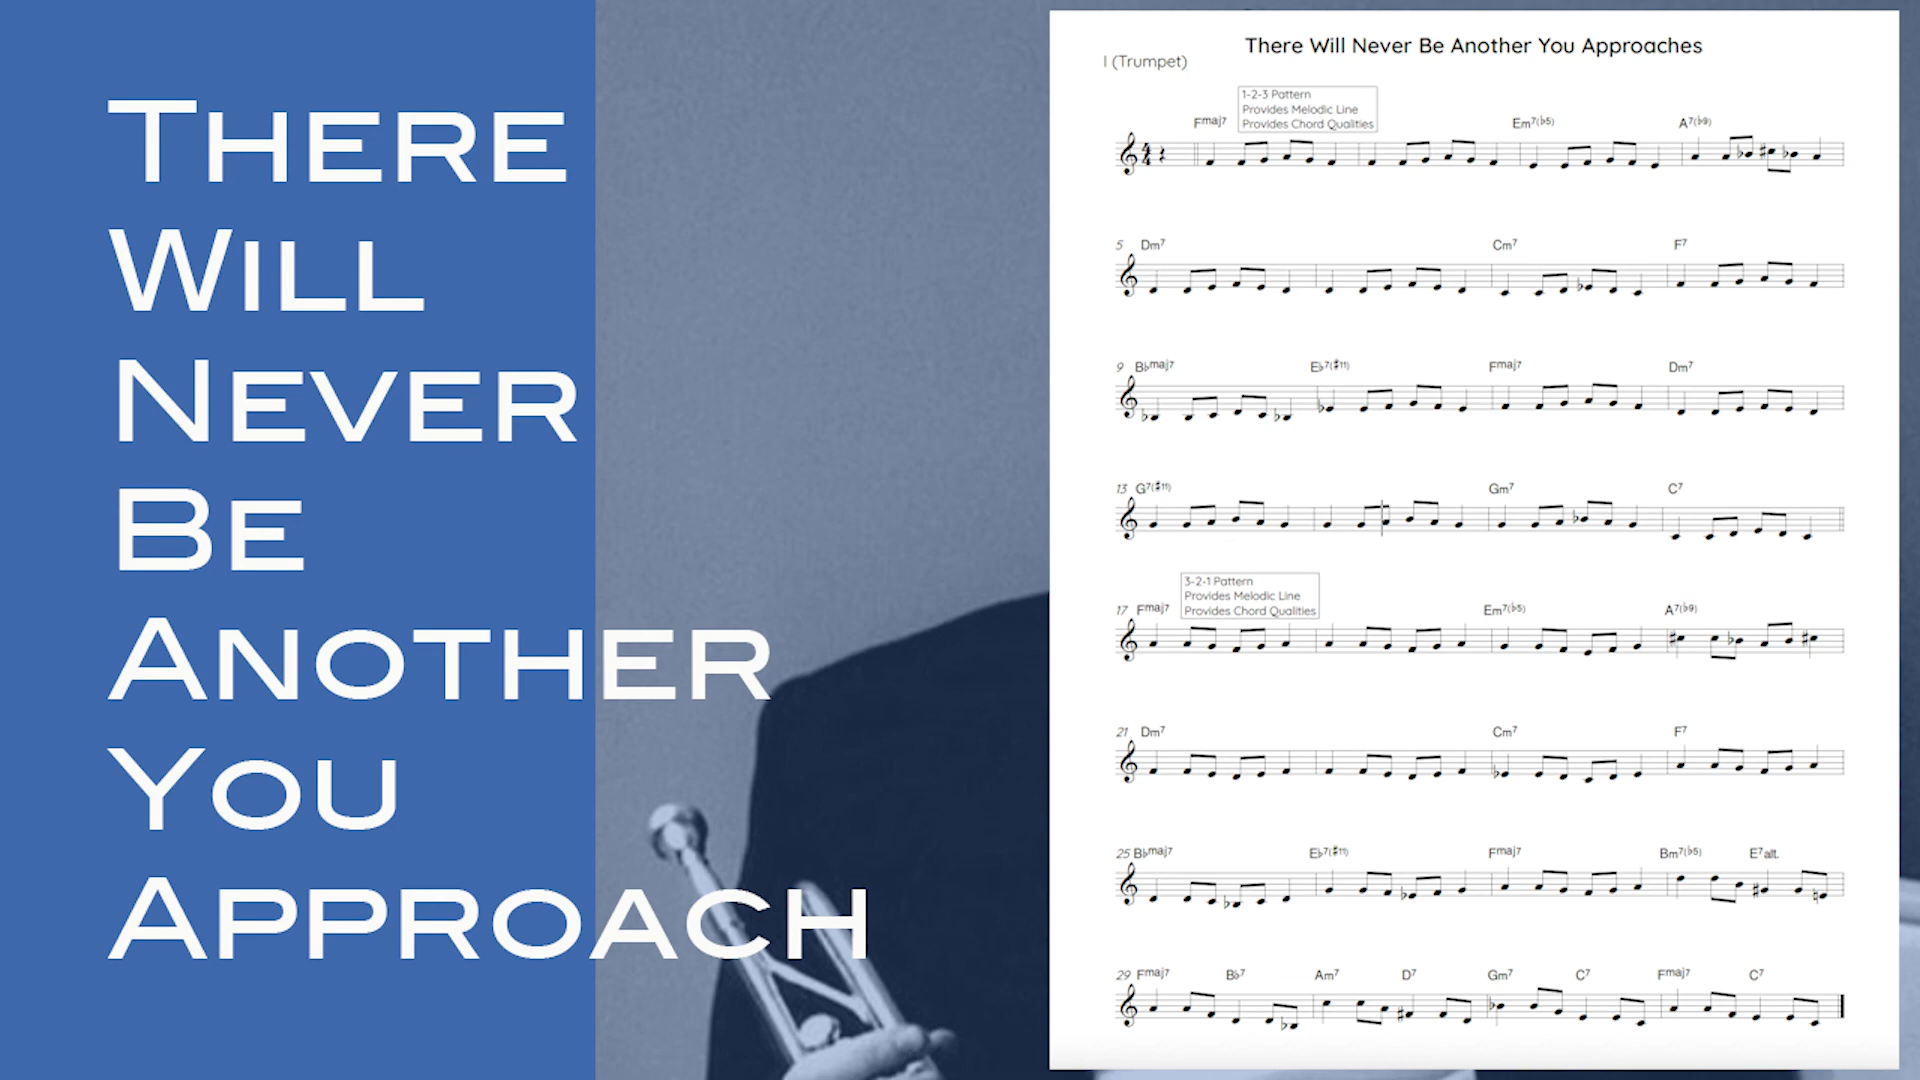 THERE
WILL
NEVER
BE
ANOTHER
YOU
APPROACH
There Will Never Be Another You Approaches
I (Trumpet)
1-2-3 Pattern
Provides Melodic Line
Provides Chord Qualities
Fmaj7 Em7(♭5) A7(♭9)
4
4
5 Dm7 Cm7 F7
9 B♭maj7 E♭7(♯11) Fmaj7 Dm7
13 G7(♯11) Gm7 C7
3-2-1 Pattern
Provides Melodic Line
Provides Chord Qualities
17 Fmaj7 Em7(♭5) A7(♭9)
21 Dm7 Cm7 F7
25 B♭maj7 E♭7(♯11) Fmaj7 Bm7(♭5) E7alt.
29 Fmaj7 B♭7 Am7 D7 Gm7 C7 Fmaj7 C7